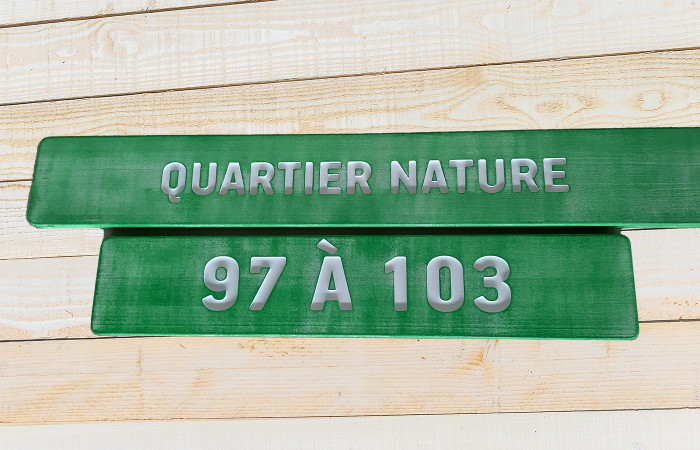 QUARTIER NATURE
97 À 103